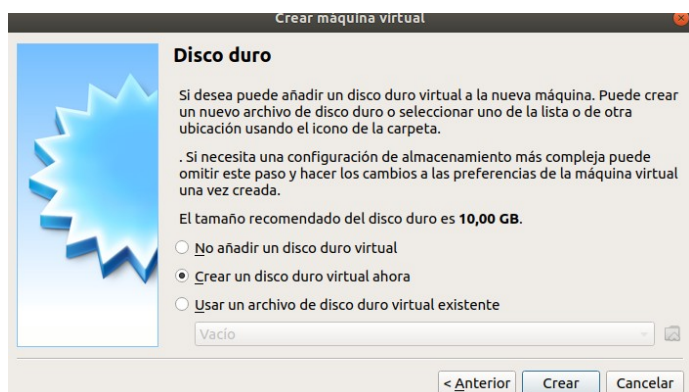 Crear máquina virtual
Disco duro
Si desea puede añadir un disco duro virtual a la nueva máquina. Puede crear
un nuevo archivo de disco duro o seleccionar uno de la lista o de otra
ubicación usando el icono de la carpeta.
. Si necesita una configuración de almacenamiento más compleja puede
omitir este paso y hacer los cambios a las preferencias de la máquina virtual
una vez creada.
El tamaño recomendado del disco duro es 10,00 GB.
No añadir un disco duro virtual
Crear un disco duro virtual ahora
Usar un archivo de disco duro virtual existente
Vacío
< Anterior Crear Cancelar